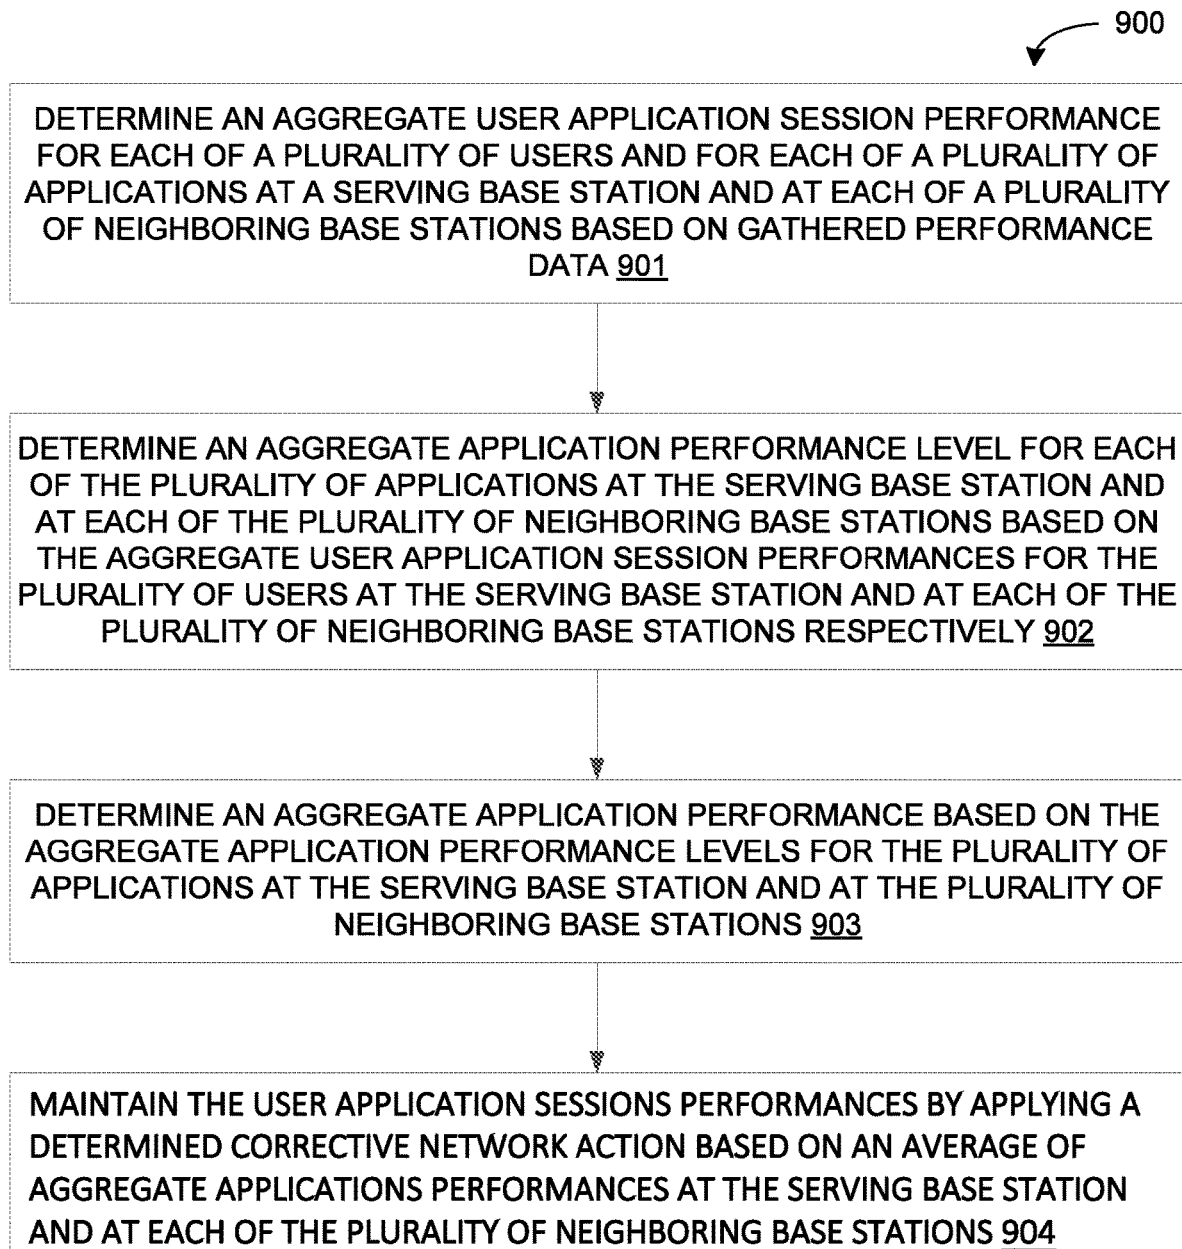 900
DETERMINE AN AGGREGATE USER APPLICATION SESSION PERFORMANCE
FOR EACH OF A PLURALITY OF USERS AND FOR EACH OF A PLURALITY OF
APPLICATIONS AT A SERVING BASE STATION AND AT EACH OF A PLURALITY
OF NEIGHBORING BASE STATIONS BASED ON GATHERED PERFORMANCE
DATA 901
DETERMINE AN AGGREGATE APPLICATION PERFORMANCE LEVEL FOR EACH
OF THE PLURALITY OF APPLICATIONS AT THE SERVING BASE STATION AND
AT EACH OF THE PLURALITY OF NEIGHBORING BASE STATIONS BASED ON
THE AGGREGATE USER APPLICATION SESSION PERFORMANCES FOR THE
PLURALITY OF USERS AT THE SERVING BASE STATION AND AT EACH OF THE
PLURALITY OF NEIGHBORING BASE STATIONS RESPECTIVELY 902
DETERMINE AN AGGREGATE APPLICATION PERFORMANCE BASED ON THE
AGGREGATE APPLICATION PERFORMANCE LEVELS FOR THE PLURALITY OF
APPLICATIONS AT THE SERVING BASE STATION AND AT THE PLURALITY OF
NEIGHBORING BASE STATIONS 903
MAINTAIN THE USER APPLICATION SESSIONS PERFORMANCES BY APPLYING A
DETERMINED CORRECTIVE NETWORK ACTION BASED ON AN AVERAGE OF
AGGREGATE APPLICATIONS PERFORMANCES AT THE SERVING BASE STATION
AND AT EACH OF THE PLURALITY OF NEIGHBORING BASE STATIONS 904